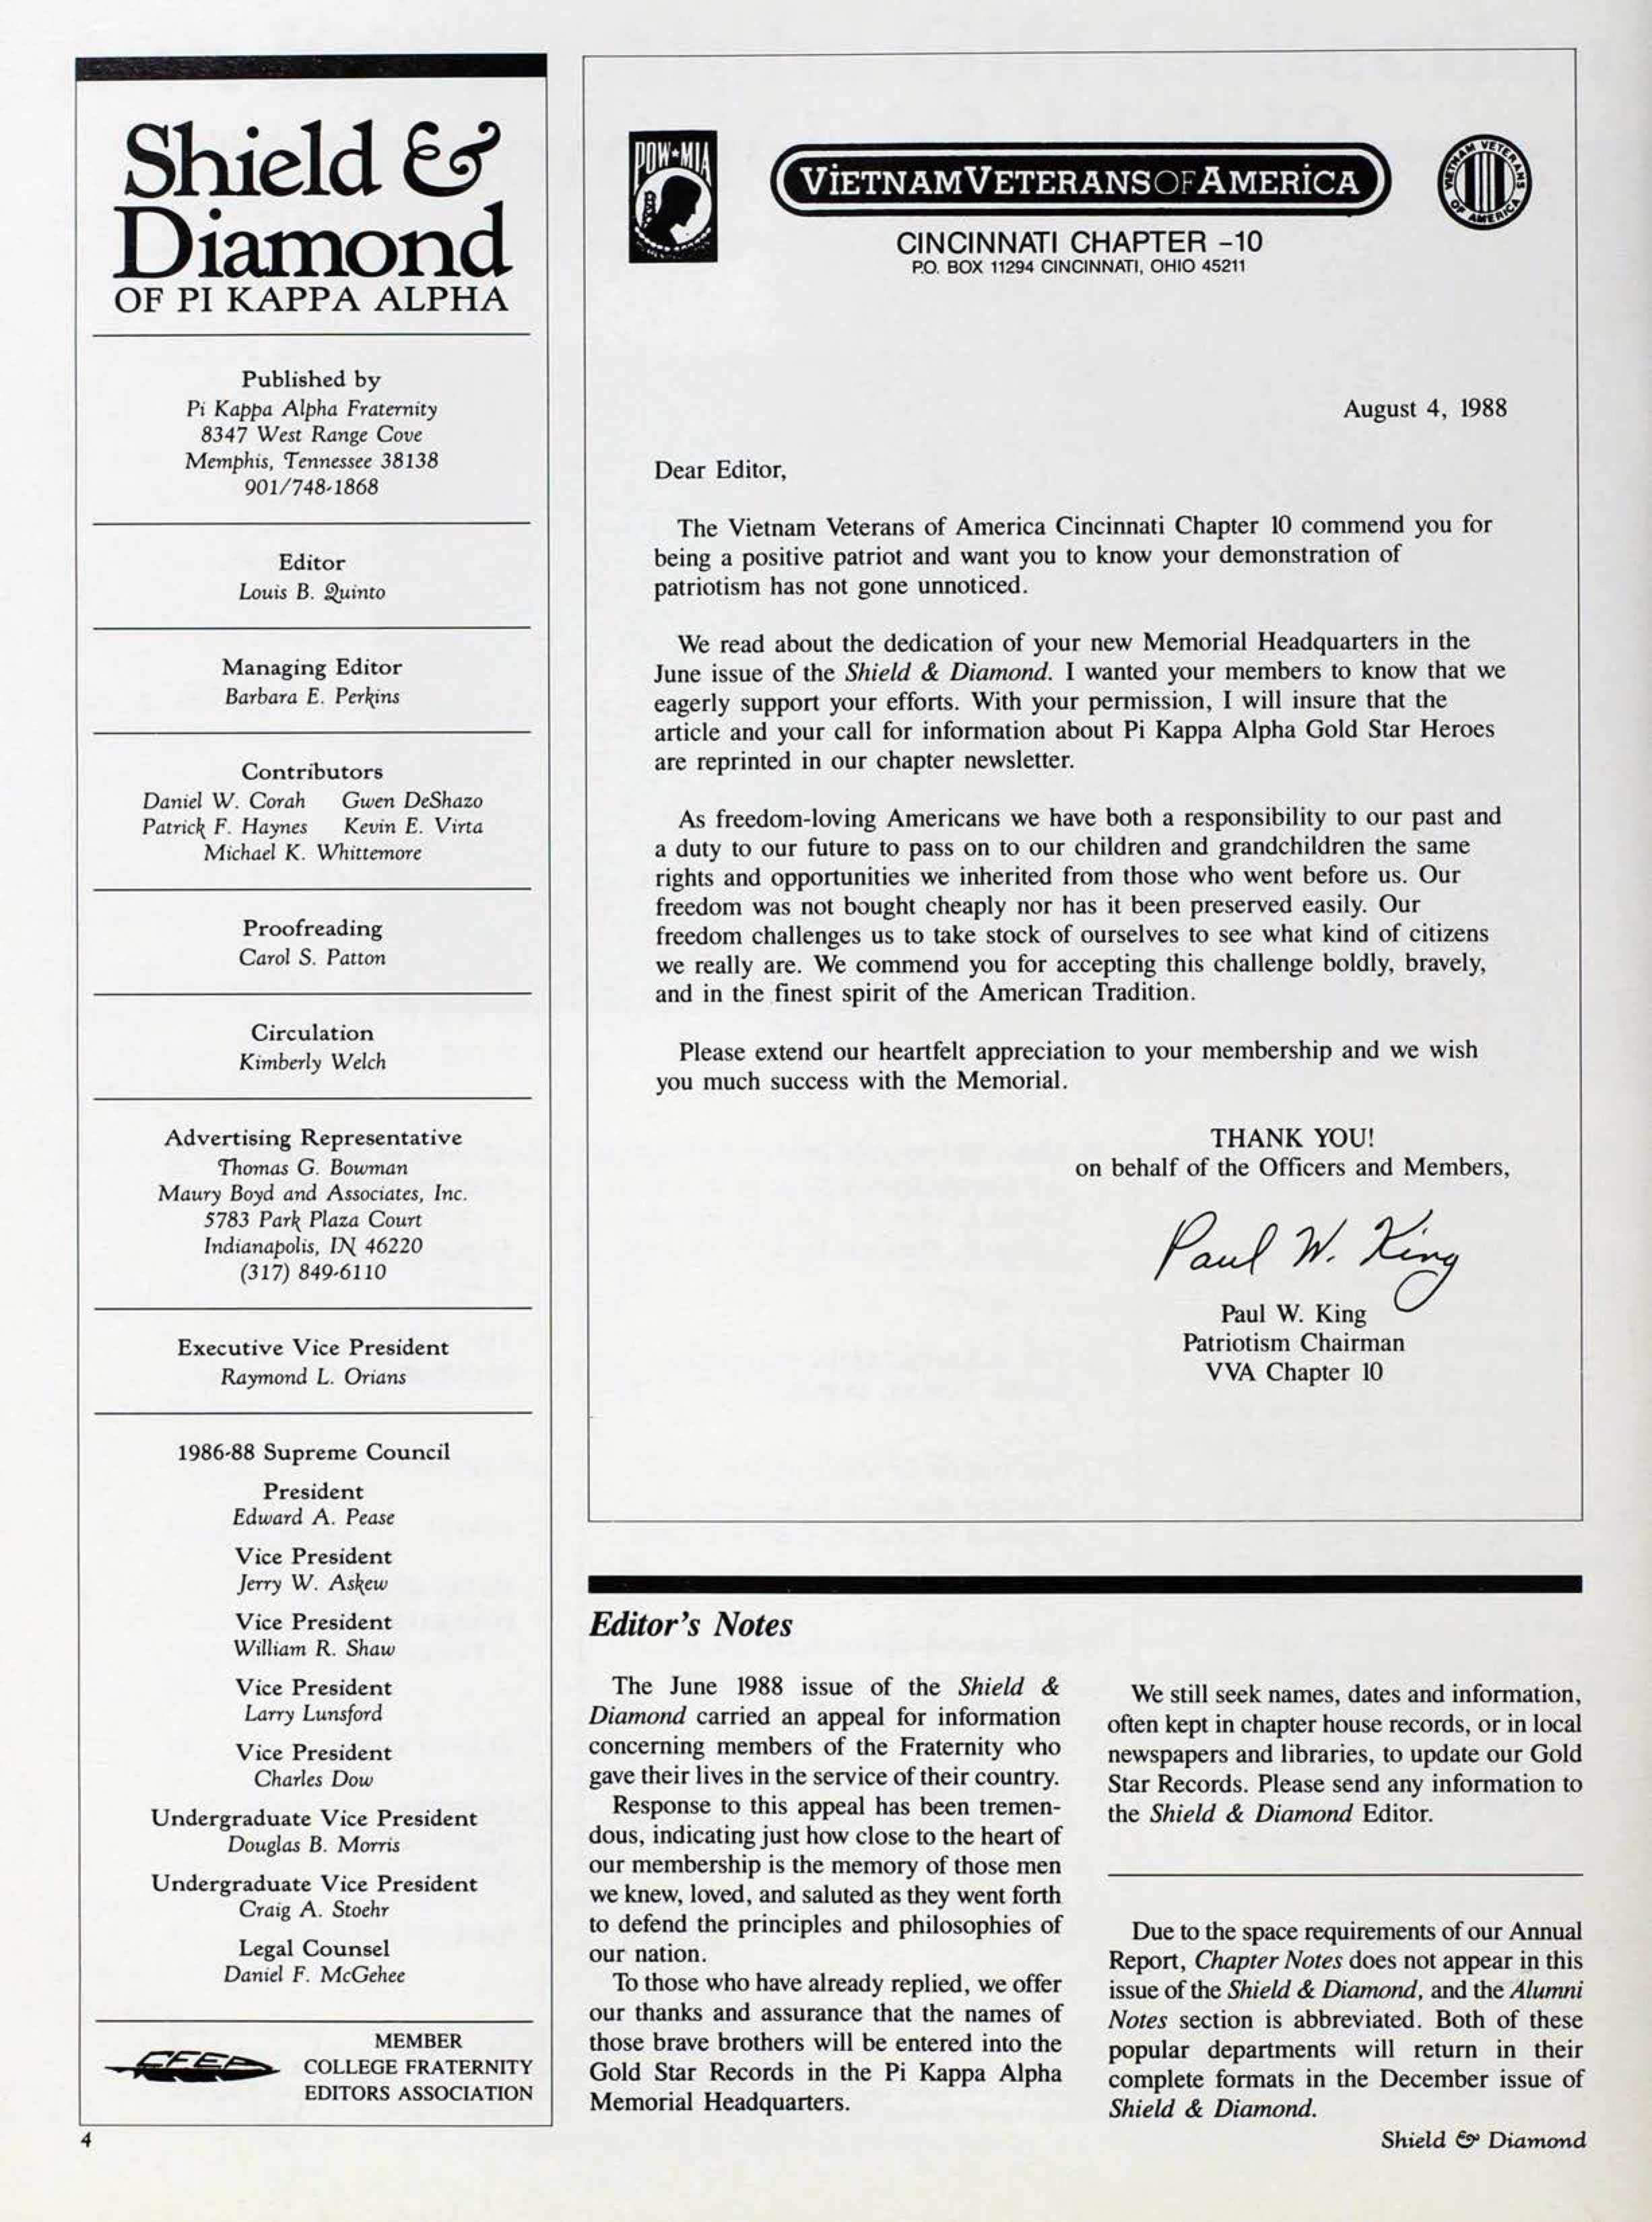 Shield &
Diamond
OF PI KAPPA ALPHA
Published by
Pi Kappa Alpha Fraternity
8347 West Range Cove
Memphis, Tennessee 38138
901/748-1868
Editor
Louis B. Quinto
Managing Editor
Barbara E. Perkins
Contributors
Daniel W. Corah Gwen DeShazo
Patrick F. Haynes Kevin E. Virta
Michael K. Whittemore
Proofreading
Carol S. Patton
Circulation
Kimberly Welch
Advertising Representative
Thomas G. Bowman
Maury Boyd and Associates, Inc.
5783 Park Plaza Court
Indianapolis, IN 46220
(317) 849-6110
Executive Vice President
Raymond L. Orians
1986-88 Supreme Council
President
Edward A. Pease
Vice President
Jerry W. Askew
Vice President
William R. Shaw
Vice President
Larry Lunsford
Vice President
Charles Dow
Undergraduate Vice President
Douglas B. Morris
Undergraduate Vice President
Craig A. Stoehr
Legal Counsel
Daniel F. McGehee
CFEA
MEMBER
COLLEGE FRATERNITY
EDITORS ASSOCIATION
POW★MIA
VIETNAM VETERANS OF AMERICA
VIETNAM VETERANS OF AMERICA
CINCINNATI CHAPTER -10
P.O. BOX 11294 CINCINNATI, OHIO 45211
August 4, 1988
Dear Editor,
The Vietnam Veterans of America Cincinnati Chapter 10 commend you for
being a positive patriot and want you to know your demonstration of
patriotism has not gone unnoticed.
We read about the dedication of your new Memorial Headquarters in the
June issue of the Shield & Diamond. I wanted your members to know that we
eagerly support your efforts. With your permission, I will insure that the
article and your call for information about Pi Kappa Alpha Gold Star Heroes
are reprinted in our chapter newsletter.
As freedom-loving Americans we have both a responsibility to our past and
a duty to our future to pass on to our children and grandchildren the same
rights and opportunities we inherited from those who went before us. Our
freedom was not bought cheaply nor has it been preserved easily. Our
freedom challenges us to take stock of ourselves to see what kind of citizens
we really are. We commend you for accepting this challenge boldly, bravely,
and in the finest spirit of the American Tradition.
Please extend our heartfelt appreciation to your membership and we wish
you much success with the Memorial.
THANK YOU!
on behalf of the Officers and Members,
Paul W. King
Paul W. King
Patriotism Chairman
VVA Chapter 10
Editor's Notes
The June 1988 issue of the Shield &
Diamond carried an appeal for information
concerning members of the Fraternity who
gave their lives in the service of their country.
Response to this appeal has been tremen-
dous, indicating just how close to the heart of
our membership is the memory of those men
we knew, loved, and saluted as they went forth
to defend the principles and philosophies of
our nation.
To those who have already replied, we offer
our thanks and assurance that the names of
those brave brothers will be entered into the
Gold Star Records in the Pi Kappa Alpha
Memorial Headquarters.
We still seek names, dates and information,
often kept in chapter house records, or in local
newspapers and libraries, to update our Gold
Star Records. Please send any information to
the Shield & Diamond Editor.
Due to the space requirements of our Annual
Report, Chapter Notes does not appear in this
issue of the Shield & Diamond, and the Alumni
Notes section is abbreviated. Both of these
popular departments will return in their
complete formats in the December issue of
Shield & Diamond.
4
Shield & Diamond